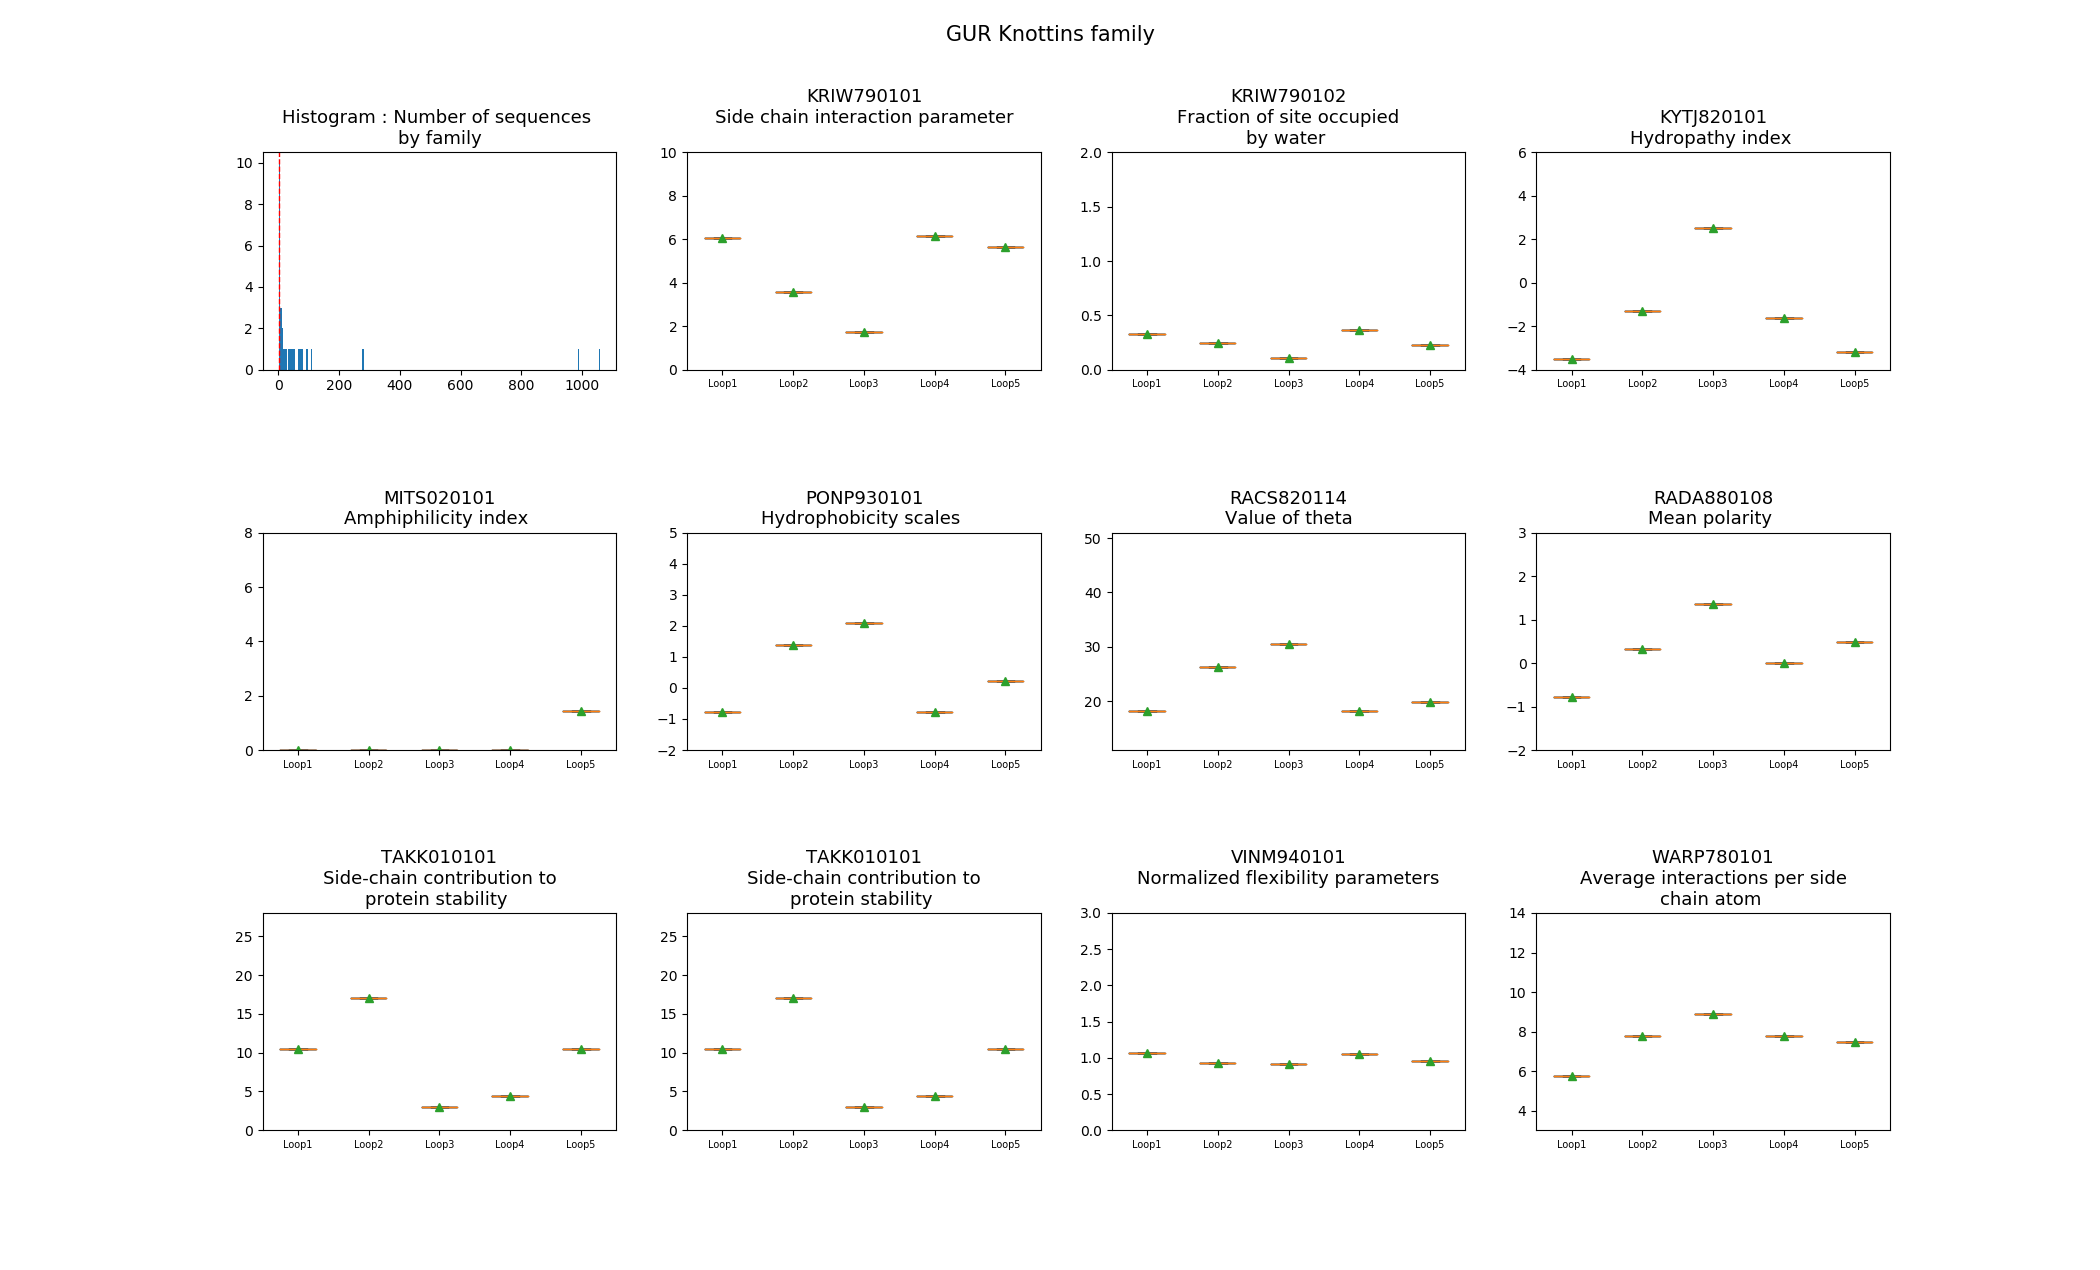 GUR Knottins family
Histogram : Number of sequences
by family
10
8
6
4
2
0
0 200 400 600 800 1000
KRIW790101
Side chain interaction parameter
10
8
6
4
2
0
Loop1 Loop2 Loop3 Loop4 Loop5
KRIW790102
Fraction of site occupied
by water
2.0
1.5
1.0
0.5
0.0
Loop1 Loop2 Loop3 Loop4 Loop5
KYTJ820101
Hydropathy index
6
4
2
0
−2
−4
Loop1 Loop2 Loop3 Loop4 Loop5
MITS020101
Amphiphilicity index
8
6
4
2
0
Loop1 Loop2 Loop3 Loop4 Loop5
PONP930101
Hydrophobicity scales
5
4
3
2
1
0
−1
−2
Loop1 Loop2 Loop3 Loop4 Loop5
RACS820114
Value of theta
50
40
30
20
Loop1 Loop2 Loop3 Loop4 Loop5
RADA880108
Mean polarity
3
2
1
0
−1
−2
Loop1 Loop2 Loop3 Loop4 Loop5
TAKK010101
Side-chain contribution to
protein stability
25
20
15
10
5
0
Loop1 Loop2 Loop3 Loop4 Loop5
TAKK010101
Side-chain contribution to
protein stability
25
20
15
10
5
0
Loop1 Loop2 Loop3 Loop4 Loop5
VINM940101
Normalized flexibility parameters
3.0
2.5
2.0
1.5
1.0
0.5
0.0
Loop1 Loop2 Loop3 Loop4 Loop5
WARP780101
Average interactions per side
chain atom
14
12
10
8
6
4
Loop1 Loop2 Loop3 Loop4 Loop5